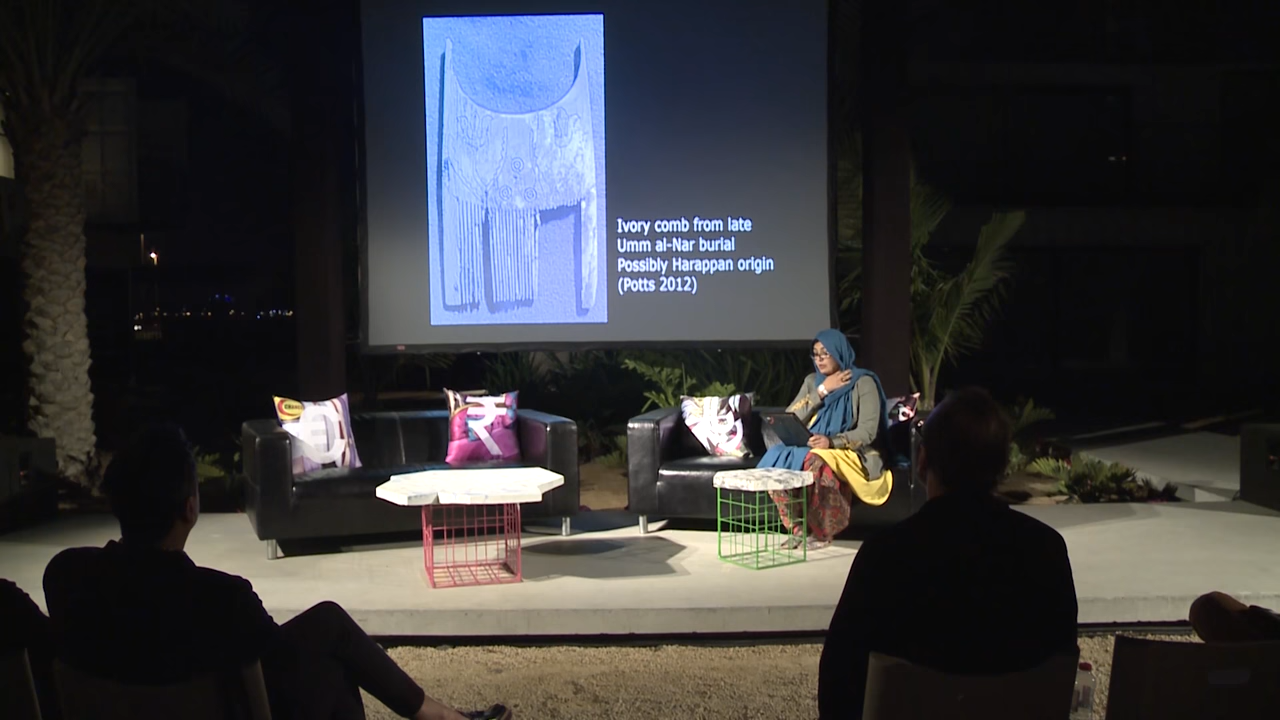 Ivory comb from late
Umm al-Nar burial
Possibly Harappan origin
(Potts 2012)
₹